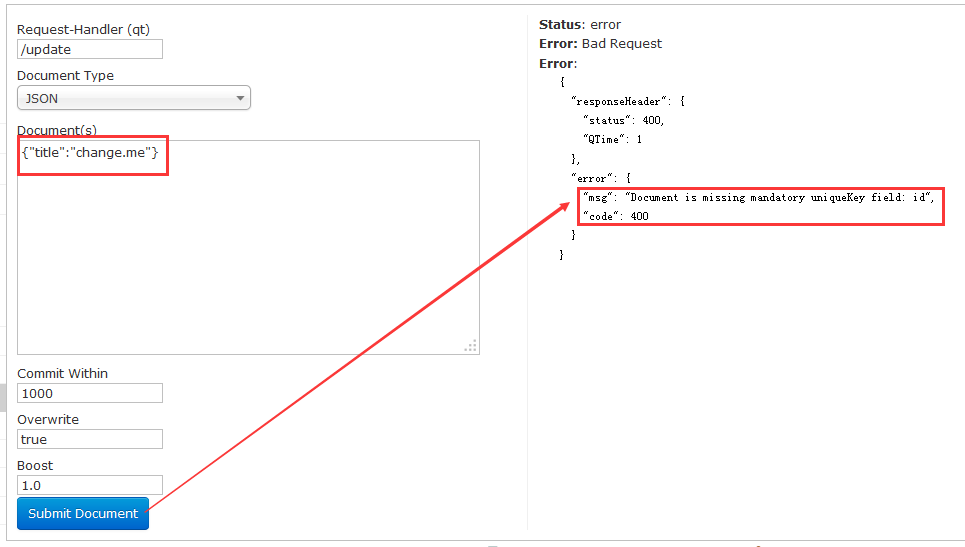 Request-Handler (qt)
/update
Document Type
JSON
Document(s)
{"title":"change.me"}
Commit Within
1000
Overwrite
true
Boost
1.0
Submit Document
Status: error
Error: Bad Request
Error:
{
"responseHeader": {
"status": 400,
"QTime": 1
},
"error": {
"msg": "Document is missing mandatory uniqueKey field: id",
"code": 400
}
}